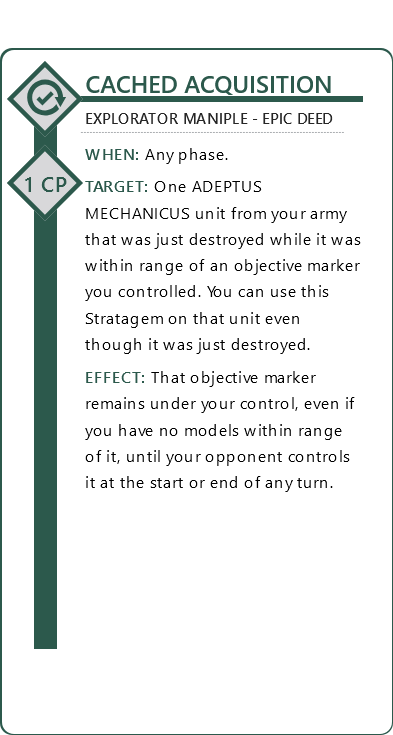 CACHED ACQUISITION
EXPLORATOR MANIPLE - EPIC DEED
1 CP
WHEN: Any phase.
TARGET: One ADEPTUS
MECHANICUS unit from your army
that was just destroyed while it was
within range of an objective marker
you controlled. You can use this
Stratagem on that unit even
though it was just destroyed.
EFFECT: That objective marker
remains under your control, even if
you have no models within range
of it, until your opponent controls
it at the start or end of any turn.